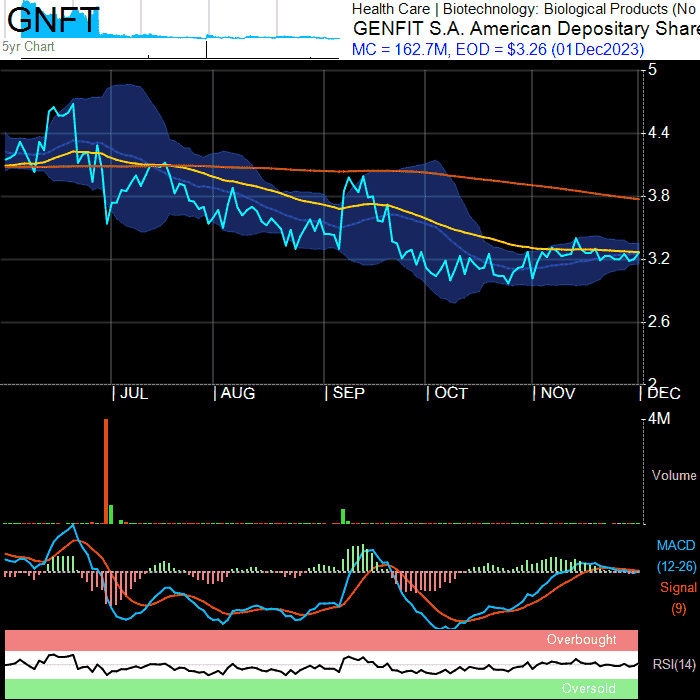 GNFT
5yr Chart
Health Care | Biotechnology: Biological Products (No
GENFIT S.A. American Depositary Share
MC = 162.7M, EOD = $3.26 (01Dec2023)
5
4.4
3.8
3.2
2.6
2
JUL AUG SEP OCT NOV DEC
4M
Volume
MACD
(12-26)
Signal
(9)
Overbought
RSI(14)
Oversold